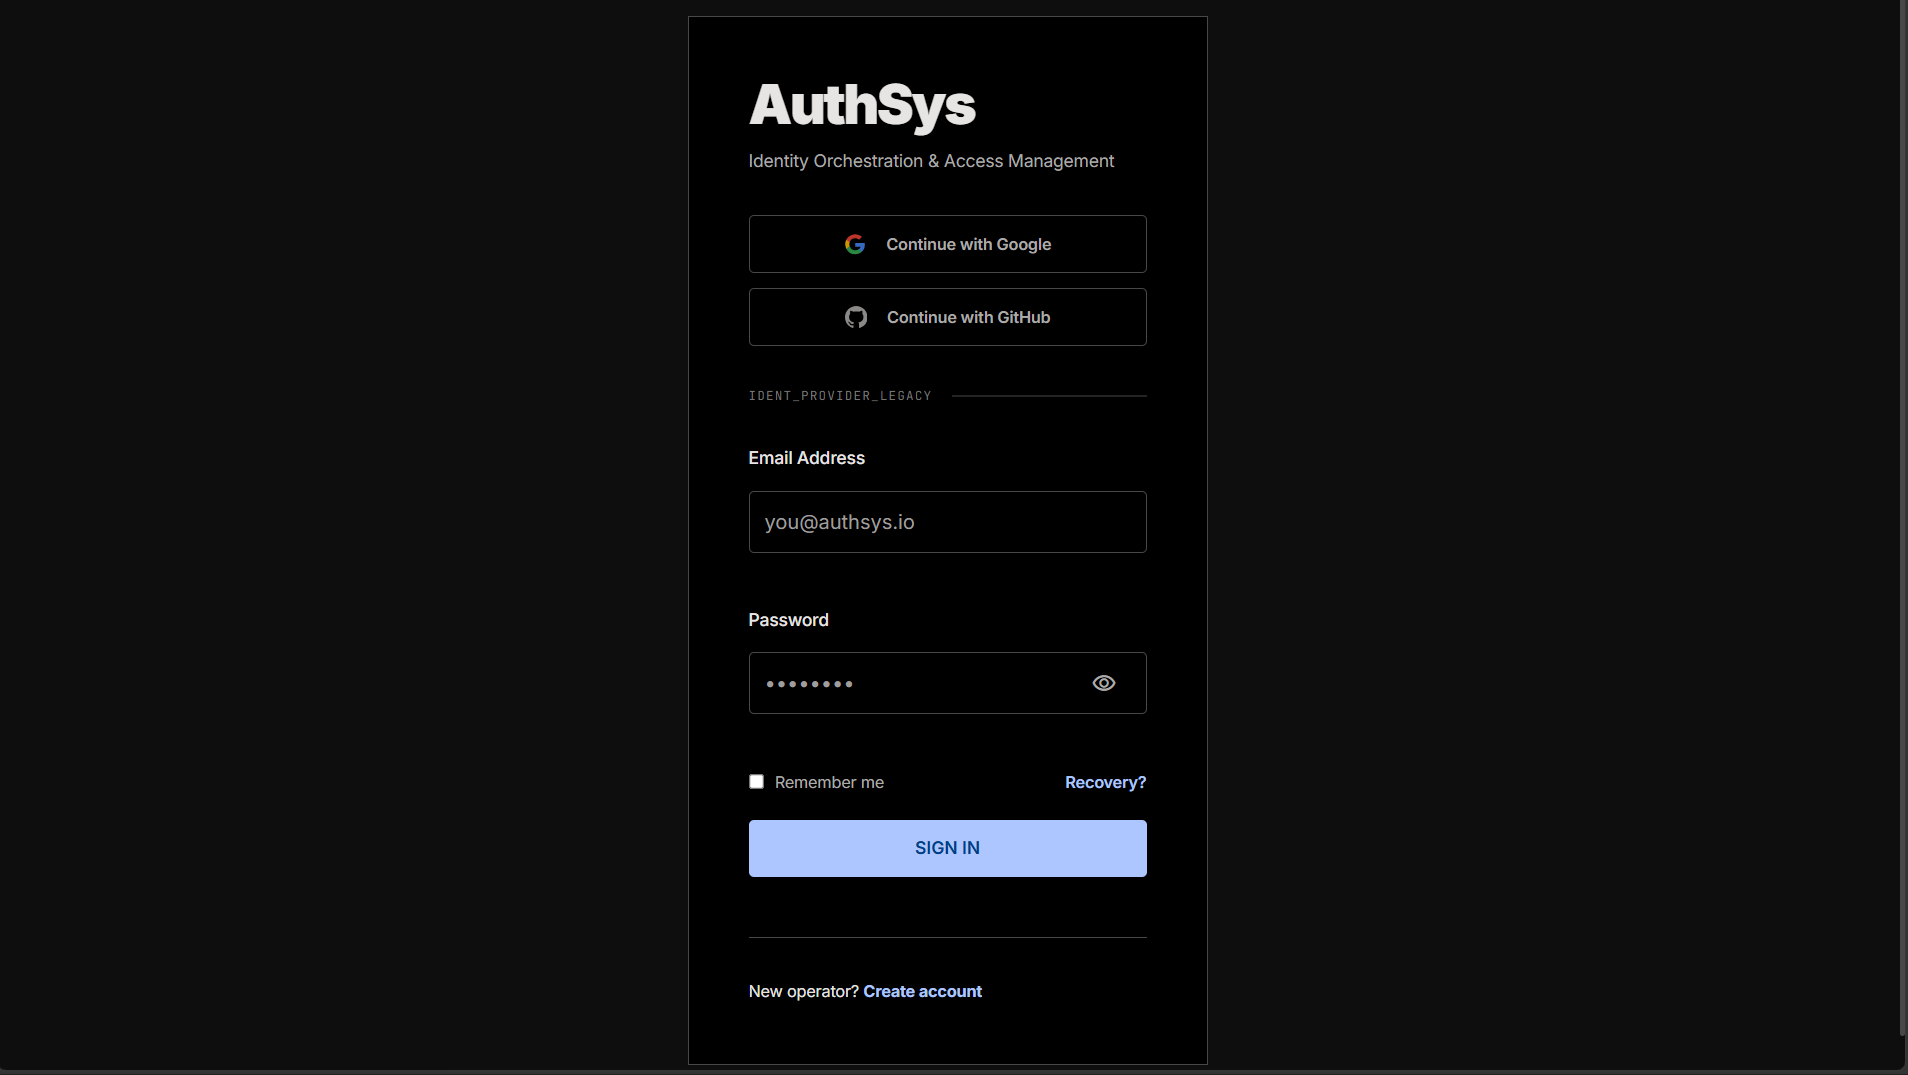 AuthSys
Identity Orchestration & Access Management
Continue with Google
Continue with GitHub
IDENT_PROVIDER_LEGACY
Email Address
you@authsys.io
Password
••••••••
Remember me
Recovery?
SIGN IN
New operator? Create account